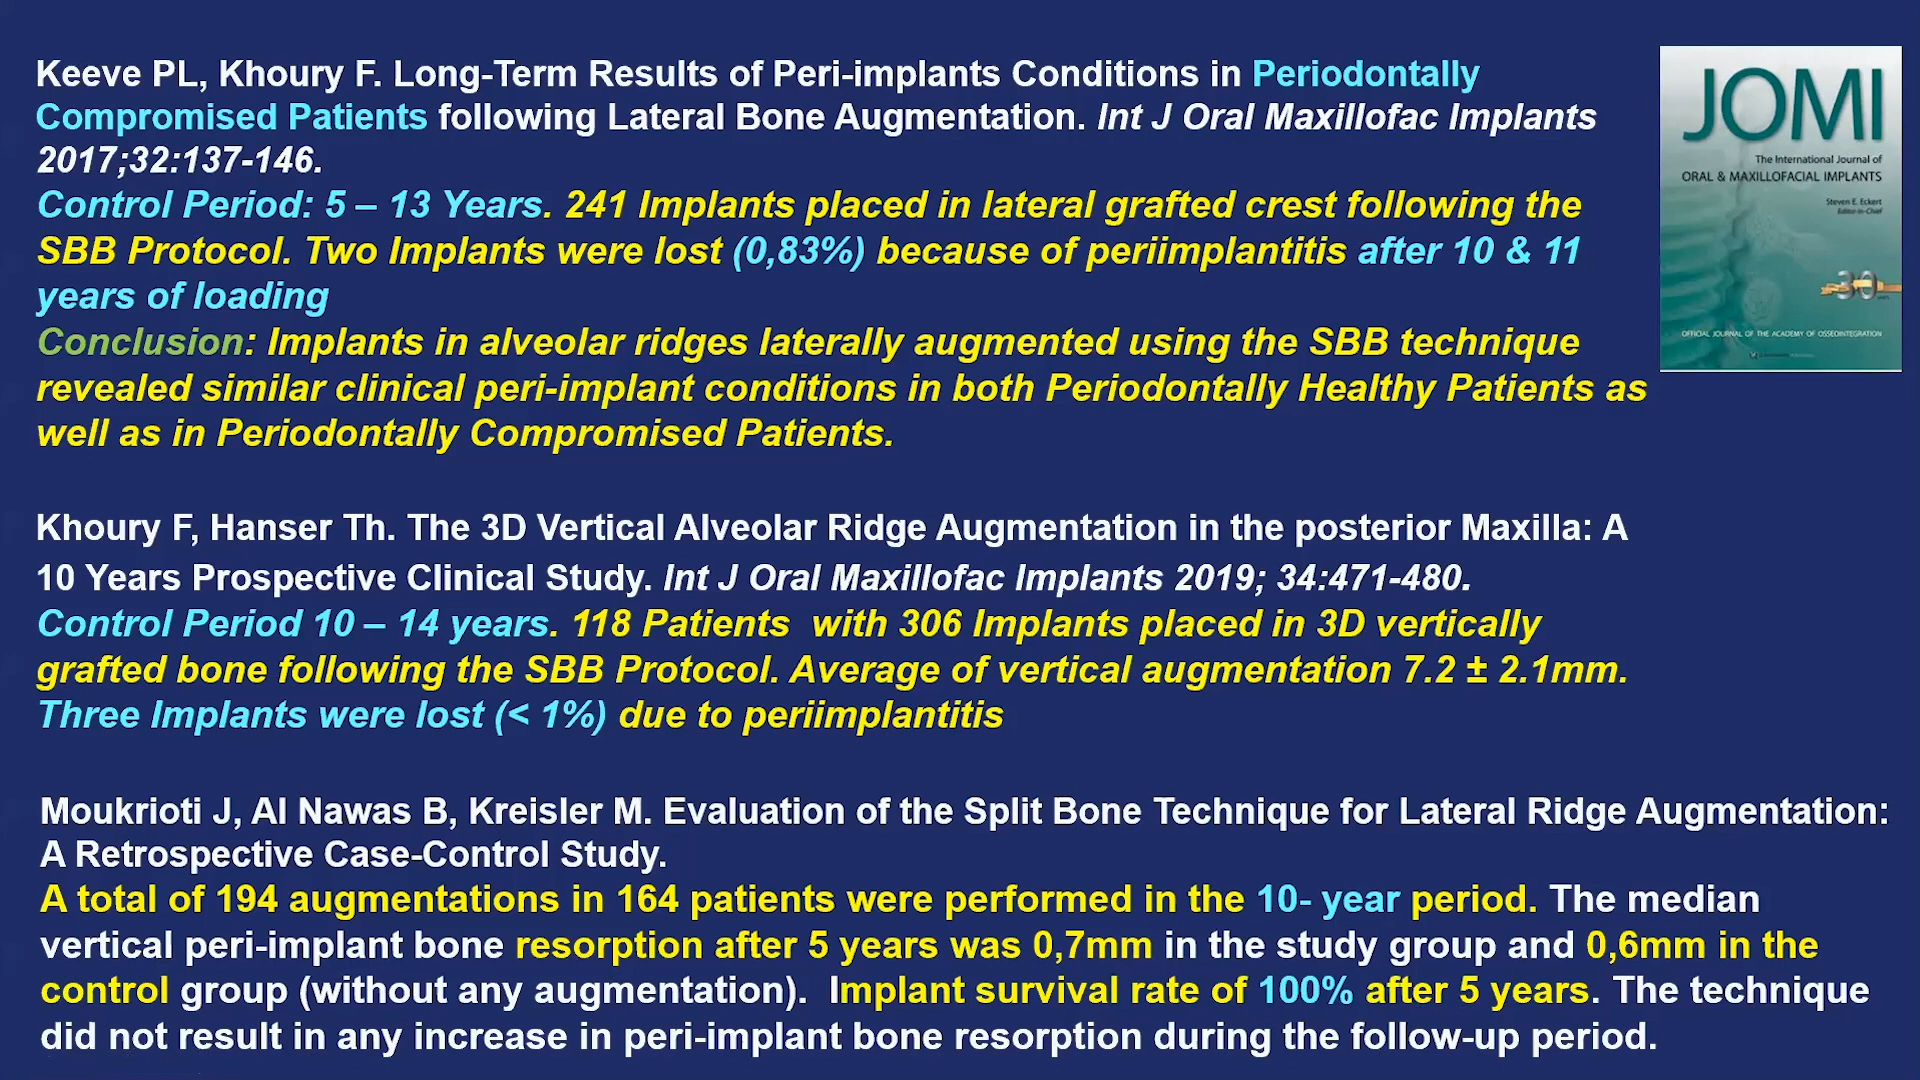 Keeve PL, Khoury F. Long-Term Results of Peri-implants Conditions in Periodontally
Compromised Patients following Lateral Bone Augmentation. Int J Oral Maxillofac Implants
2017;32:137-146.
Control Period: 5 – 13 Years. 241 Implants placed in lateral grafted crest following the
SBB Protocol. Two Implants were lost (0,83%) because of periimplantitis after 10 & 11
years of loading
Conclusion: Implants in alveolar ridges laterally augmented using the SBB technique
revealed similar clinical peri-implant conditions in both Periodontally Healthy Patients as
well as in Periodontally Compromised Patients.
JOMI
The International Journal of
ORAL & MAXILLOFACIAL IMPLANTS
Steven E. Eckert
Editor-in-Chief
30
OFFICIAL JOURNAL OF THE ACADEMY OF OSSEOINTEGRATION
Khoury F, Hanser Th. The 3D Vertical Alveolar Ridge Augmentation in the posterior Maxilla: A
10 Years Prospective Clinical Study. Int J Oral Maxillofac Implants 2019; 34:471-480.
Control Period 10 – 14 years. 118 Patients with 306 Implants placed in 3D vertically
grafted bone following the SBB Protocol. Average of vertical augmentation 7.2 ± 2.1mm.
Three Implants were lost (< 1%) due to periimplantitis
Moukrioti J, Al Nawas B, Kreisler M. Evaluation of the Split Bone Technique for Lateral Ridge Augmentation:
A Retrospective Case-Control Study.
A total of 194 augmentations in 164 patients were performed in the 10- year period. The median
vertical peri-implant bone resorption after 5 years was 0,7mm in the study group and 0,6mm in the
control group (without any augmentation). Implant survival rate of 100% after 5 years. The technique
did not result in any increase in peri-implant bone resorption during the follow-up period.